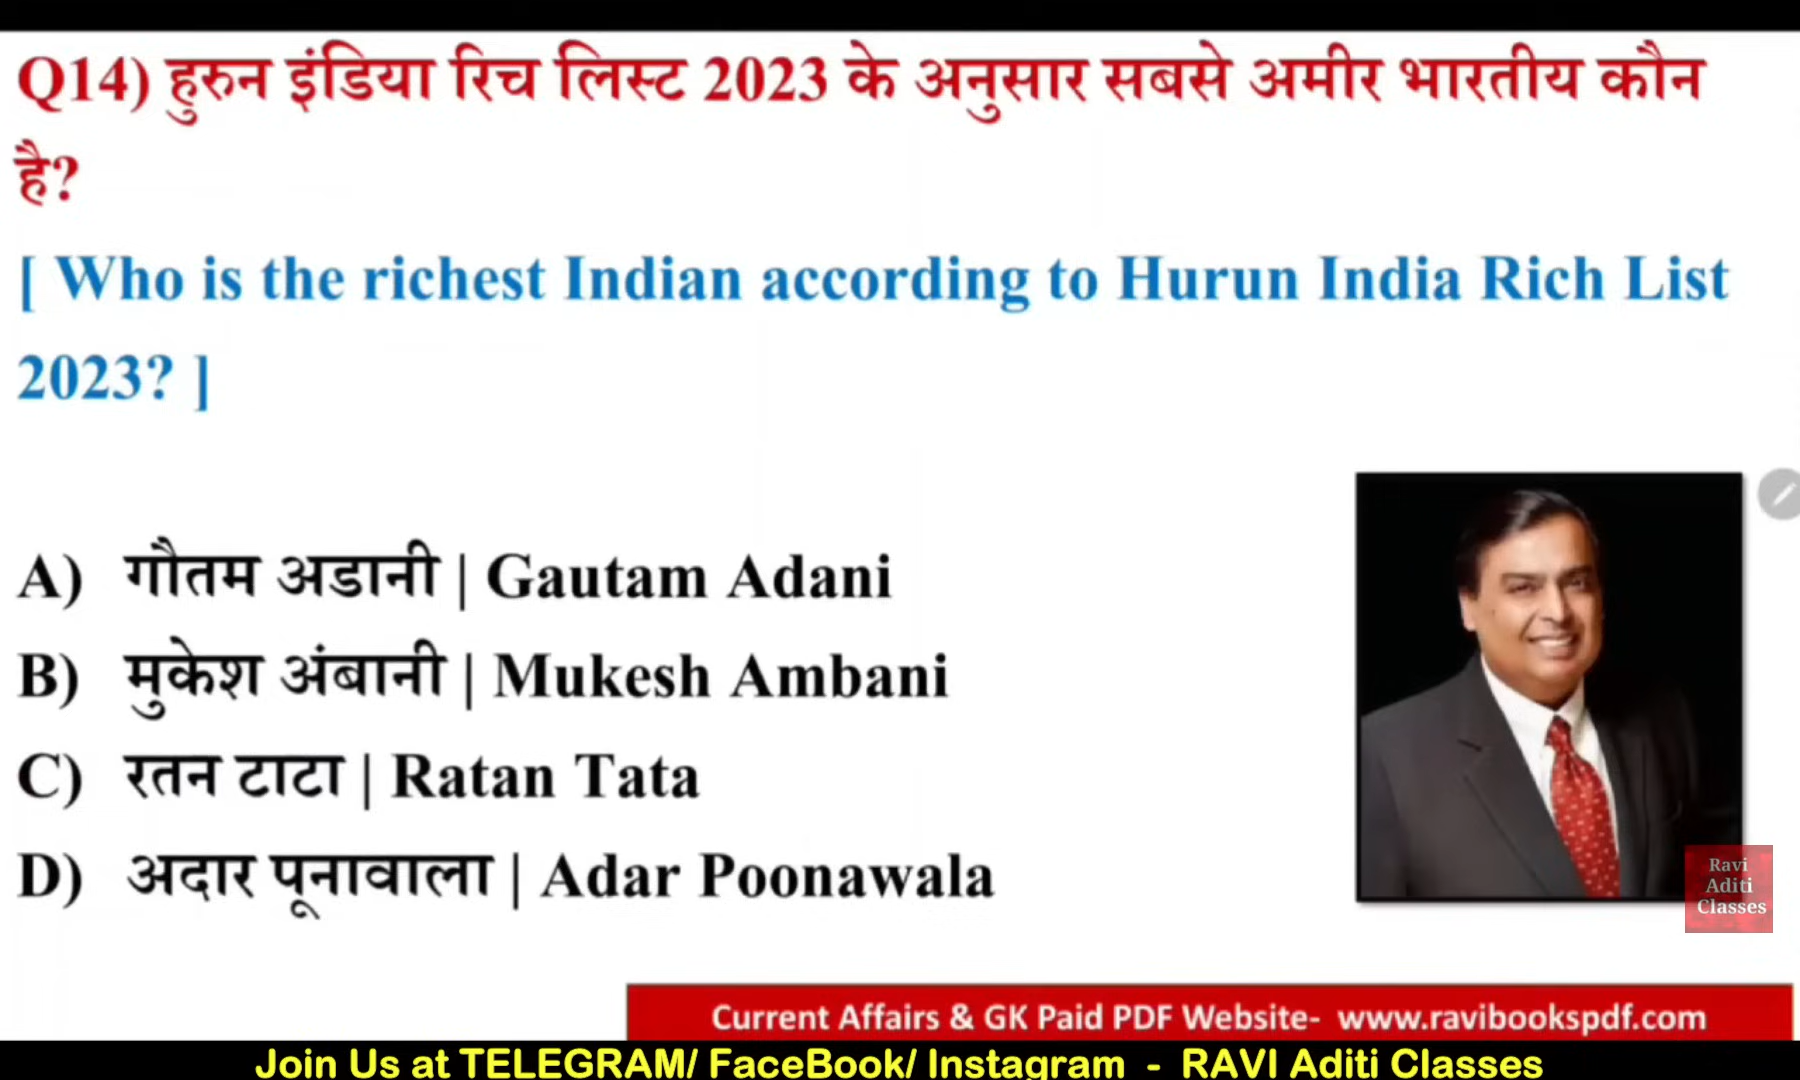 Q14) हुरुन इंडिया रिच लिस्ट 2023 के अनुसार सबसे अमीर भारतीय कौन
है?
[ Who is the richest Indian according to Hurun India Rich List
2023? ]
A) गौतम अडानी | Gautam Adani
B) मुकेश अंबानी | Mukesh Ambani
C) रतन टाटा | Ratan Tata
D) अदार पूनावाला | Adar Poonawala
Ravi
Aditi
Classes
Current Affairs & GK Paid PDF Website- www.ravibookspdf.com
Join Us at TELEGRAM/ FaceBook/ Instagram - RAVI Aditi Classes